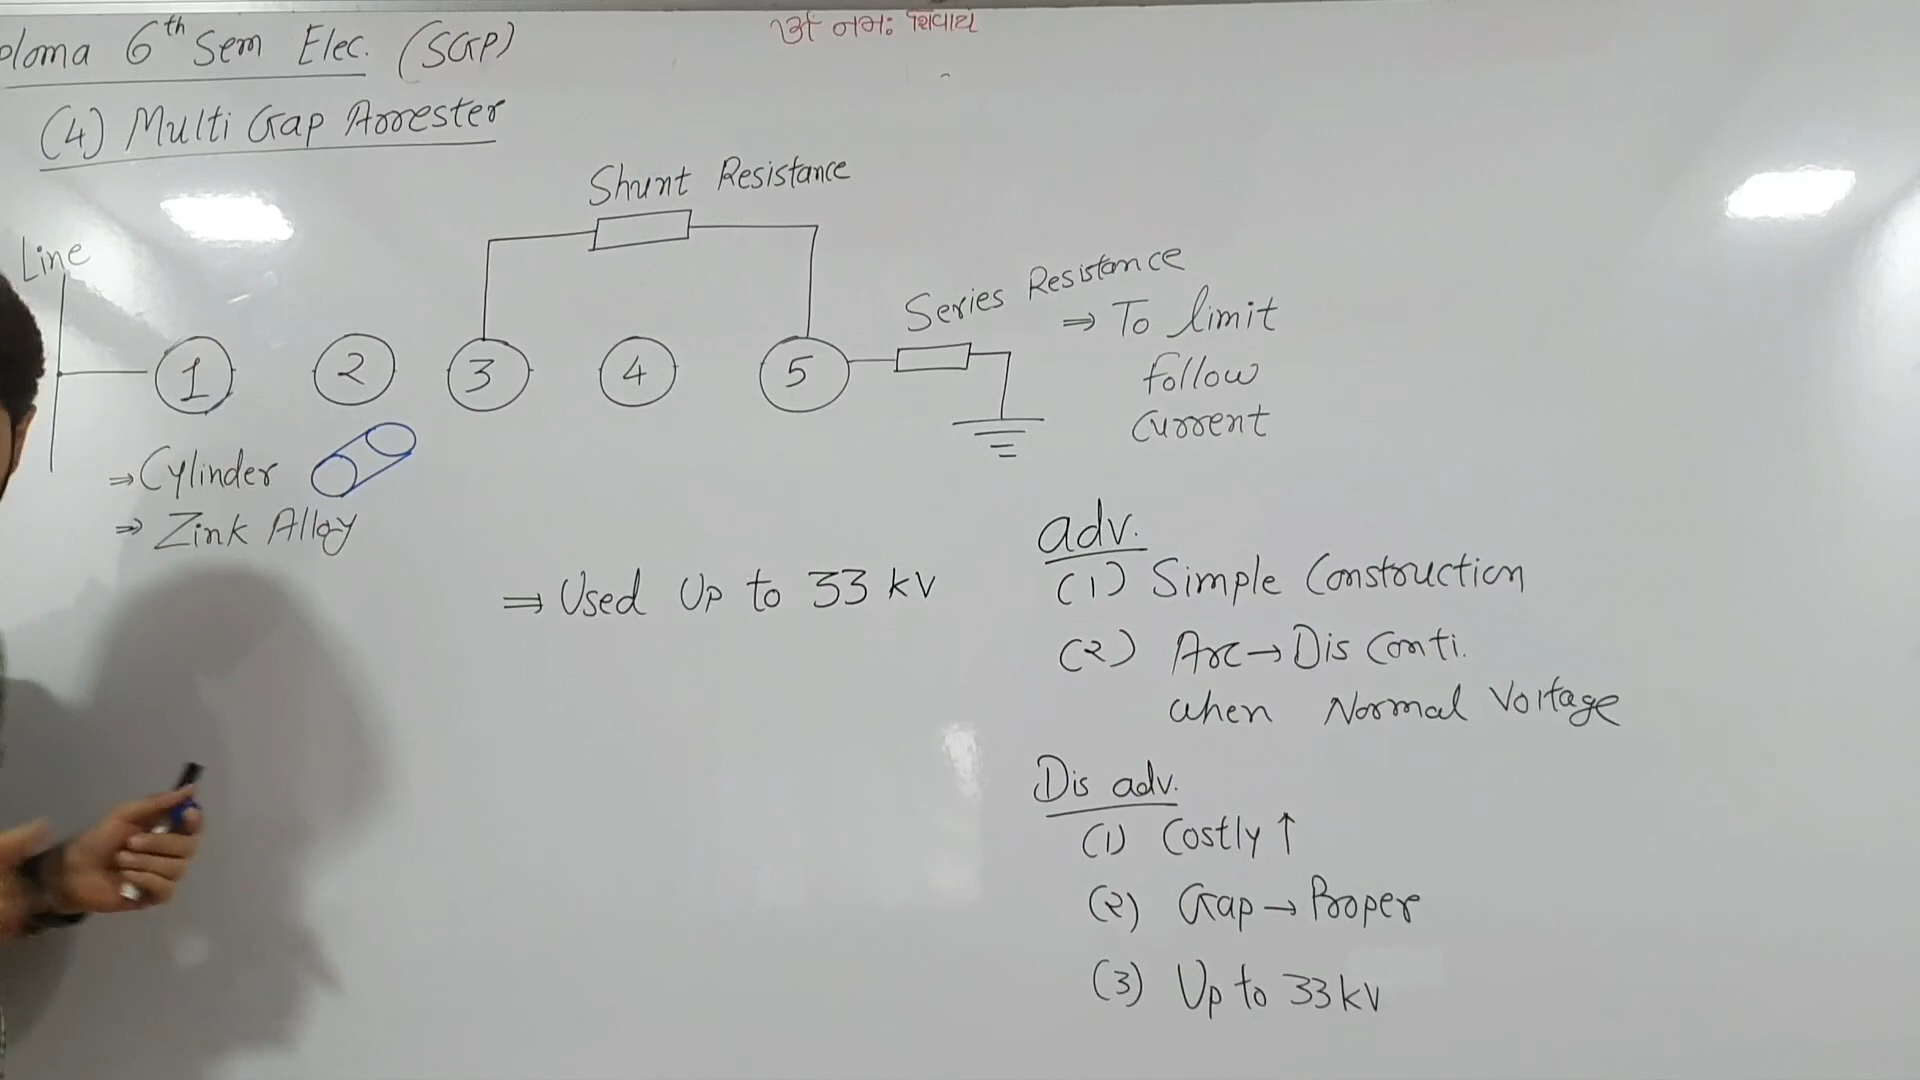 ploma 6th Sem Elec. (SGP)
ॐ नमः शिवाय
(4) Multi Gap Arrester
Shunt Resistance
Line
Series Resistance
⇒ To limit
follow
current
1 2 3 4 5
⇒ Cylinder
⇒ Zink Alloy
⇒ Used Up to 33 kV
adv.
(1) Simple Construction
(2) Arc → Dis Conti.
when Normal Voltage
Dis adv.
(1) Costly ↑
(2) Gap → Proper
(3) Up to 33 kV